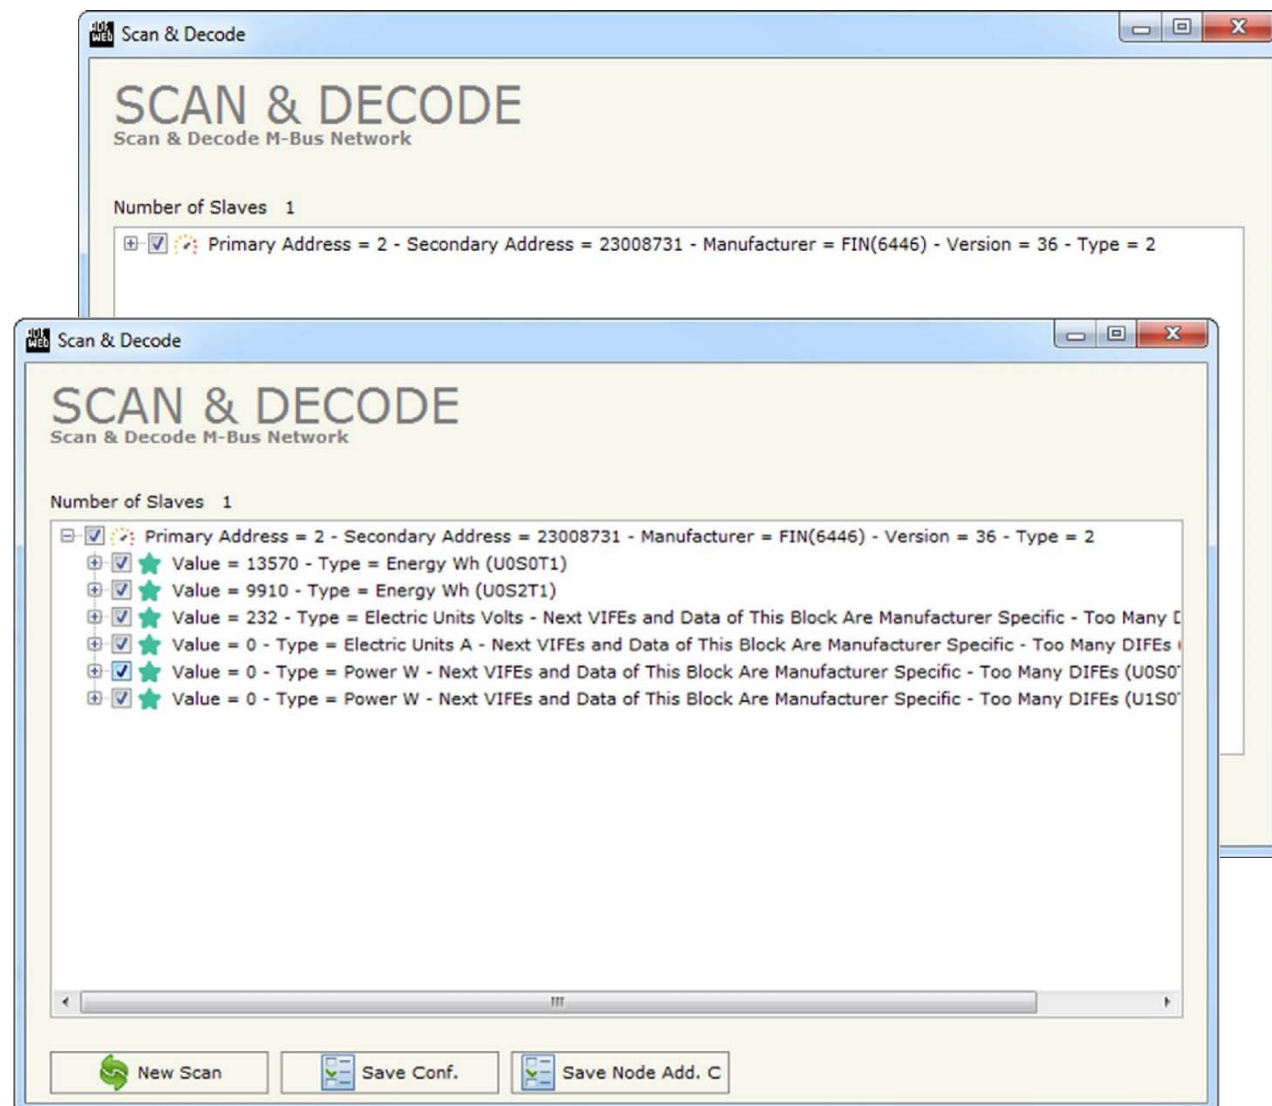 Scan & Decode
SCAN & DECODE
Scan & Decode M-Bus Network
Number of Slaves 1
Primary Address = 2 - Secondary Address = 23008731 - Manufacturer = FIN(6446) - Version = 36 - Type = 2
Scan & Decode
SCAN & DECODE
Scan & Decode M-Bus Network
Number of Slaves 1
Primary Address = 2 - Secondary Address = 23008731 - Manufacturer = FIN(6446) - Version = 36 - Type = 2
Value = 13570 - Type = Energy Wh (U0S0T1)
Value = 9910 - Type = Energy Wh (U0S2T1)
Value = 232 - Type = Electric Units Volts - Next VIFEs and Data of This Block Are Manufacturer Specific - Too Many
Value = 0 - Type = Electric Units A - Next VIFEs and Data of This Block Are Manufacturer Specific - Too Many DIFEs
Value = 0 - Type = Power W - Next VIFEs and Data of This Block Are Manufacturer Specific - Too Many DIFEs (U0S0
Value = 0 - Type = Power W - Next VIFEs and Data of This Block Are Manufacturer Specific - Too Many DIFEs (U1S0
New Scan
Save Conf.
Save Node Add. C